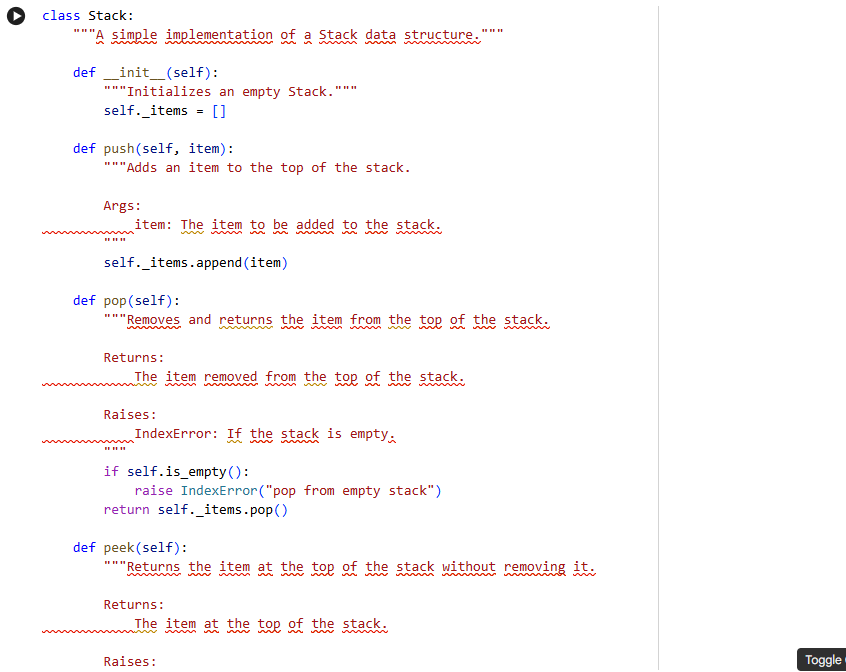 class Stack:
    """A simple implementation of a Stack data structure."""

    def __init__(self):
        """Initializes an empty Stack."""
        self._items = []

    def push(self, item):
        """Adds an item to the top of the stack.

        Args:
            item: The item to be added to the stack.
        """
        self._items.append(item)

    def pop(self):
        """Removes and returns the item from the top of the stack.

        Returns:
            The item removed from the top of the stack.

        Raises:
            IndexError: If the stack is empty.
        """
        if self.is_empty():
            raise IndexError("pop from empty stack")
        return self._items.pop()

    def peek(self):
        """Returns the item at the top of the stack without removing it.

        Returns:
            The item at the top of the stack.

        Raises:
Toggle